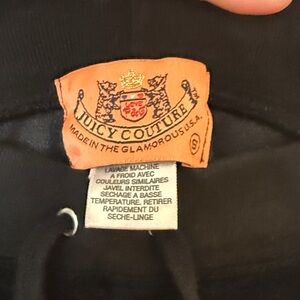 LOVE
P&G
JUICY COUTURE
MADE IN THE GLAMOROUS U.S.A.
S
LAVAGE MACHINE
A FROID AVEC
COULEURS SIMILAIRES
JAVEL INTERDITE
SECHAGE A BASSE
TEMPERATURE, RETIRER
RAPIDEMENT DU
SECHE-LINGE